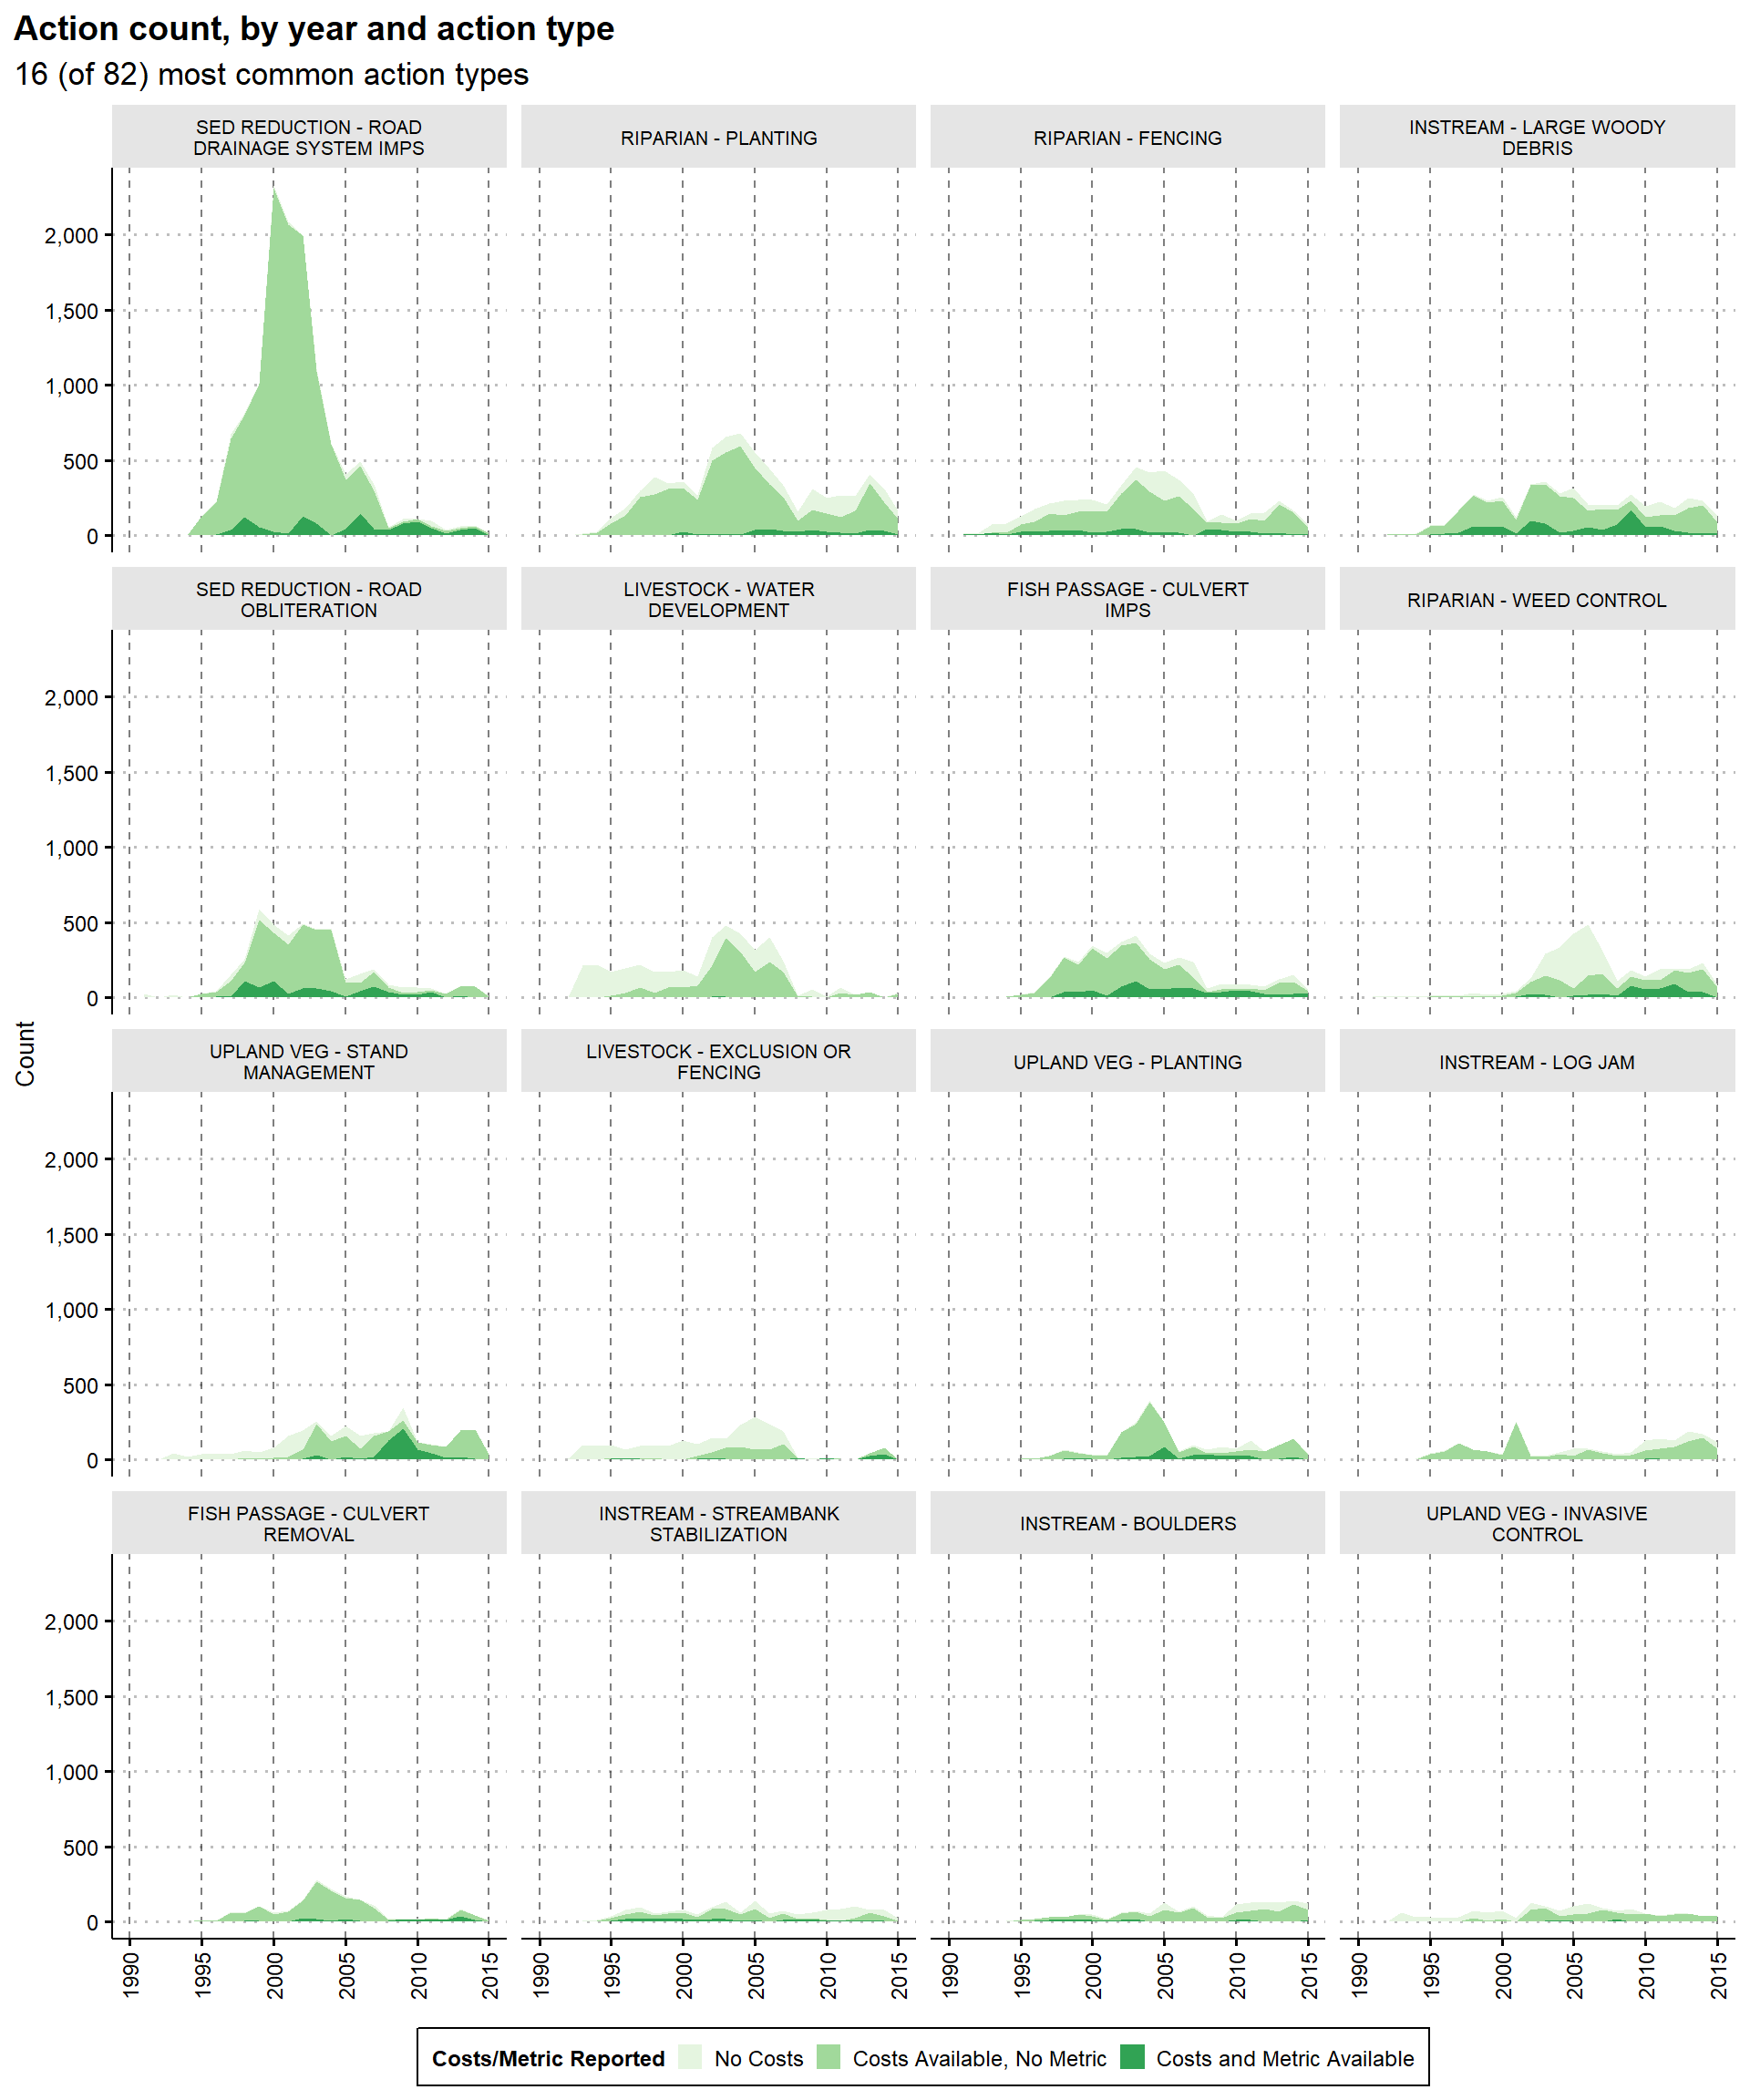 Action count, by year and action type
16 (of 82) most common action types
SED REDUCTION - ROAD
DRAINAGE SYSTEM IMPS
RIPARIAN - PLANTING
RIPARIAN - FENCING
INSTREAM - LARGE WOODY
DEBRIS
2,000
1,500
1,000
500
0
SED REDUCTION - ROAD
OBLITERATION
LIVESTOCK - WATER
DEVELOPMENT
FISH PASSAGE - CULVERT
IMPS
RIPARIAN - WEED CONTROL
2,000
1,500
1,000
500
0
Count
UPLAND VEG - STAND
MANAGEMENT
LIVESTOCK - EXCLUSION OR
FENCING
UPLAND VEG - PLANTING
INSTREAM - LOG JAM
2,000
1,500
1,000
500
0
FISH PASSAGE - CULVERT
REMOVAL
INSTREAM - STREAMBANK
STABILIZATION
INSTREAM - BOULDERS
UPLAND VEG - INVASIVE
CONTROL
2,000
1,500
1,000
500
0
1990 1995 2000 2005 2010 2015 1990 1995 2000 2005 2010 2015 1990 1995 2000 2005 2010 2015 1990 1995 2000 2005 2010 2015
Costs/Metric Reported No Costs Costs Available, No Metric Costs and Metric Available